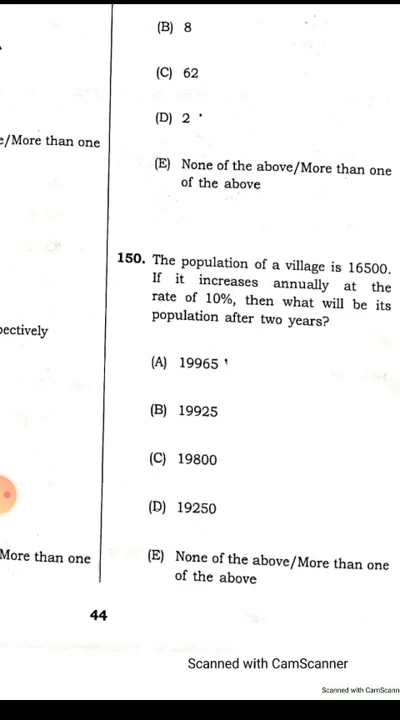 (B) 8
(C) 62
(D) 2
e/More than one
(E) None of the above/More than one
of the above
150. The population of a village is 16500.
If it increases annually at the
rate of 10%, then what will be its
population after two years?
pectively
(A) 19965
(B) 19925
(C) 19800
(D) 19250
More than one
(E) None of the above/More than one
of the above
44
Scanned with CamScanner
Scanned with CamScann